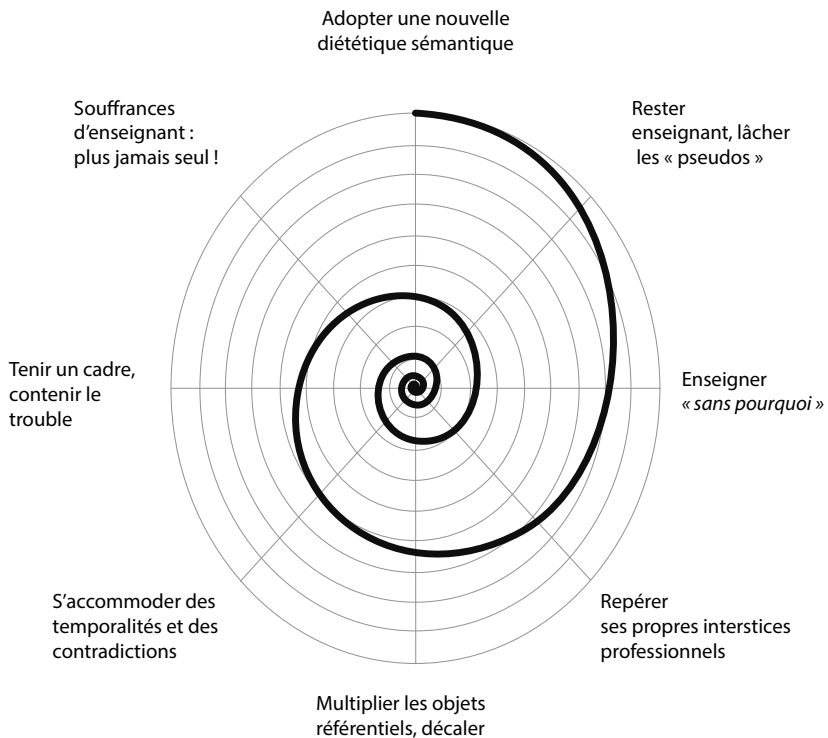 Adopter une nouvelle
diététique sémantique
Souffrances
d'enseignant :
plus jamais seul !
Rester
enseignant, lâcher
les « pseudos »
Tenir un cadre,
contenir le
trouble
Enseigner
« sans pourquoi »
S'accommoder des
temporalités et des
contradictions
Repérer
ses propres interstices
professionnels
Multiplier les objets
référentiels, décaler